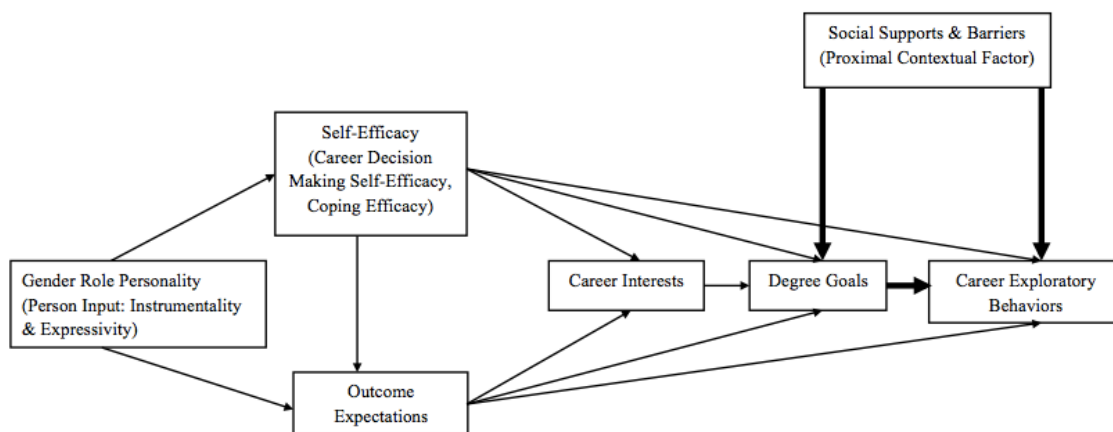 Social Supports & Barriers
(Proximal Contextual Factor)
Self-Efficacy
(Career Decision
Making Self-Efficacy,
Coping Efficacy)
Gender Role Personality
(Person Input: Instrumentality
& Expressivity)
Career Interests
Degree Goals
Career Exploratory
Behaviors
Outcome
Expectations